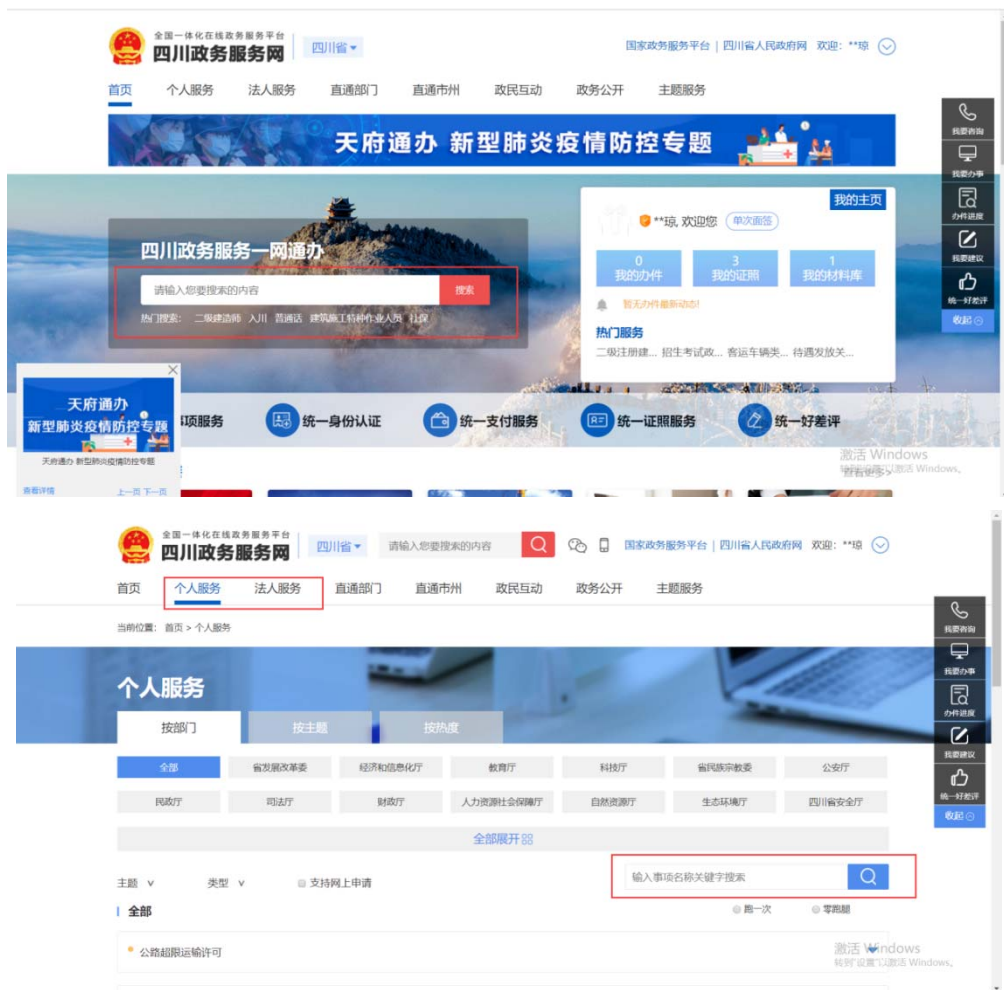 全国一体化在线政务服务平台
四川政务服务网
四川省
国家政务服务平台 | 四川省人民政府网 欢迎：**琼
首页 个人服务 法人服务 直通部门 直通市州 政民互动 政务公开 主题服务
天府通办 新型肺炎疫情防控专题
我要咨询
我要办事
办件进度
我要建议
统一好差评
收起
我的主页
**琼, 欢迎您 单次面签
四川政务服务一网通办
请输入您要搜索的内容 搜索
热门搜索： 二级建造师 入川 普通话 建筑施工特种作业人员 社保
0 3 1
我的办件 我的证照 我的材料库
暂无办件最新动态!
热门服务
二级注册建... 招生考试政... 客运车辆类... 待遇发放关...
天府通办
新型肺炎疫情防控专题
天府通办 新型肺炎疫情防控专题
查看详情 上一页 下一页
事项服务 统一身份认证 统一支付服务 统一证照服务 统一好差评
激活 Windows
查看更多>
全国一体化在线政务服务平台
四川政务服务网
四川省
请输入您要搜索的内容
国家政务服务平台 | 四川省人民政府网 欢迎：**琼
首页 个人服务 法人服务 直通部门 直通市州 政民互动 政务公开 主题服务
当前位置： 首页 > 个人服务
我要咨询
我要办事
办件进度
我要建议
统一好差评
收起
个人服务
按部门 按主题 按热度
全部 省发展改革委 经济和信息化厅 教育厅 科技厅 省民族宗教委 公安厅
民政厅 司法厅 财政厅 人力资源社会保障厅 自然资源厅 生态环境厅 四川省安全厅
全部展开
主题 类型 支持网上申请
输入事项名称关键字搜索
全部
跑一次 零跑腿
公路超限运输许可
激活 Windows
转到"设置"以激活 Windows。